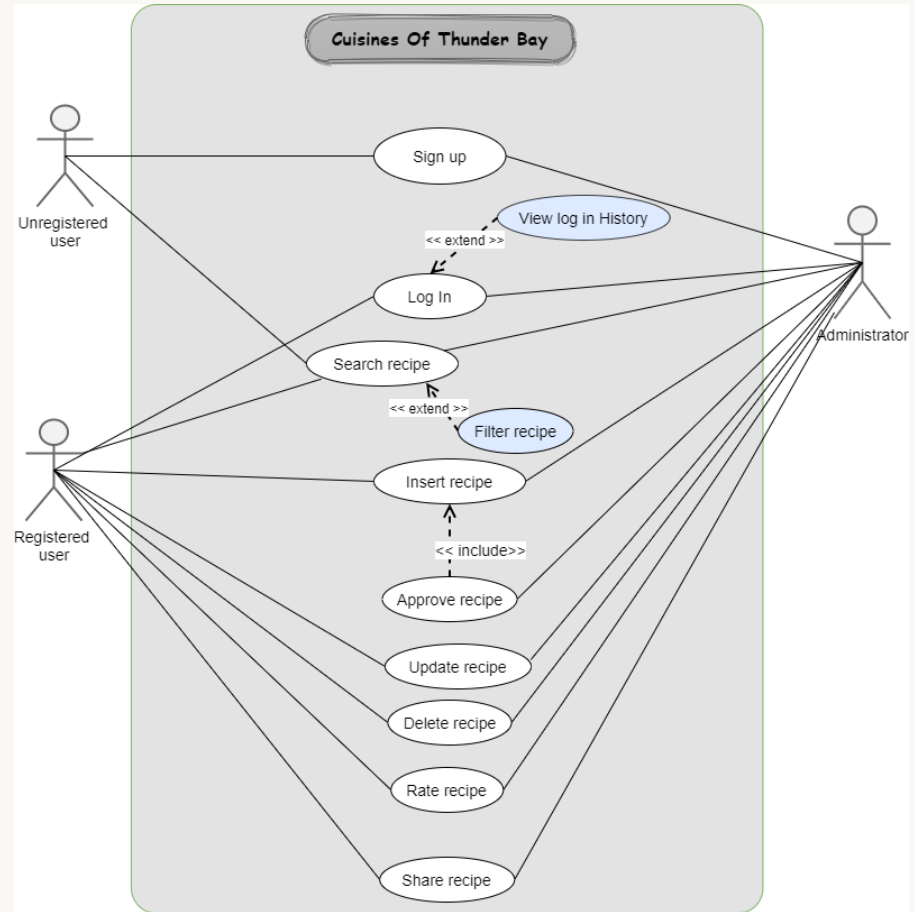 Cuisines Of Thunder Bay
Sign up
Unregistered
user
View log in History
<< extend >>
Log In
Administrator
Search recipe
<< extend >>
Filter recipe
Insert recipe
Registered
user
<< include>>
Approve recipe
Update recipe
Delete recipe
Rate recipe
Share recipe